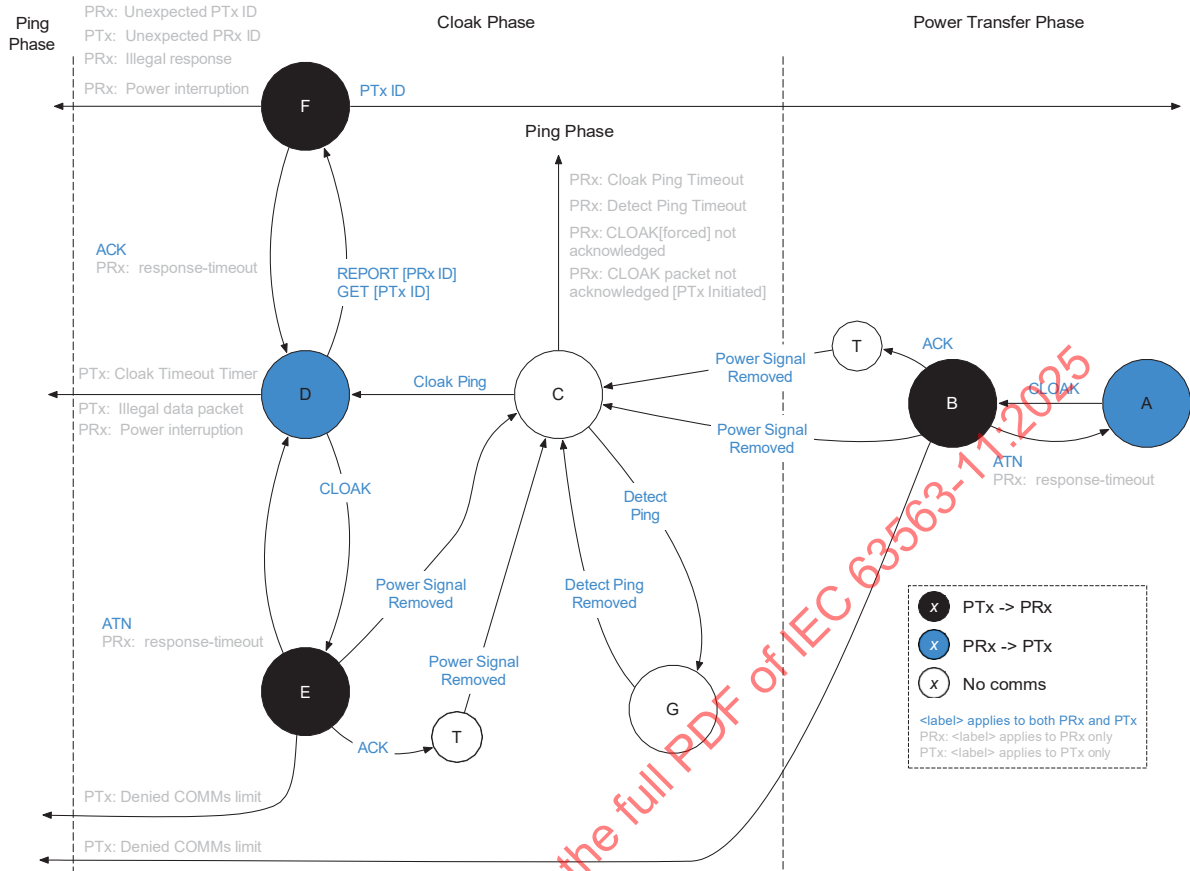 Ping
Phase
PRx: Unexpected PTx ID
PTx: Unexpected PRx ID
PRx: Illegal response
PRx: Power interruption
Cloak Phase
Power Transfer Phase
F
PTx ID
Ping Phase
PRx: Cloak Ping Timeout
PRx: Detect Ping Timeout
PRx: CLOAK[forced] not
acknowledged
PRx: CLOAK packet not
acknowledged [PTx Initiated]
ACK
PRx: response-timeout
REPORT [PRx ID]
GET [PTx ID]
PTx: Cloak Timeout Timer
PTx: Illegal data packet
PRx: Power interruption
D
Cloak Ping
C
Power Signal
Removed
T
ACK
Power Signal
Removed
B
CLOAK
A
ATN
PRx: response-timeout
CLOAK
Detect
Ping
Power Signal
Removed
Detect Ping
Removed
ATN
PRx: response-timeout
Power Signal
Removed
E
ACK
T
G
PTx: Denied COMMs limit
PTx: Denied COMMs limit
x PTx -> PRx
x PRx -> PTx
x No comms
<label> applies to both PRx and PTx
PRx: <label> applies to PRx only
PTx: <label> applies to PTx only
the full PDF of IEC 63563-11:2025